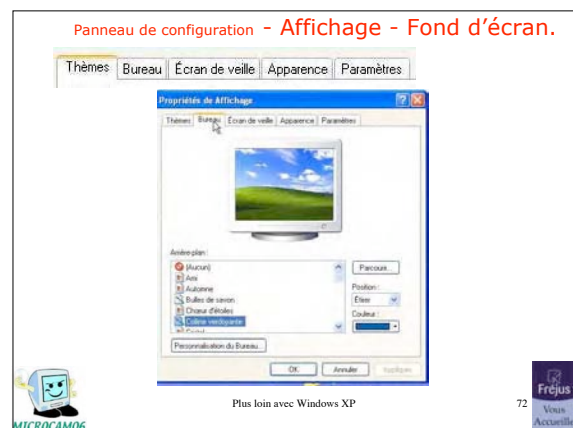 Panneau de configuration - Affichage - Fond d'écran.
Thèmes Bureau Écran de veille Apparence Paramètres
Propriétés de Affichage
Thèmes Bureau Écran de veille Apparence Paramètres
Arrière-plan :
(Aucun)
Ami
Automne
Bulles de savon
Chœur d'étoiles
Colline verdoyante
Cristal
Parcourir...
Position :
Étirer
Couleur :
Personnalisation du Bureau...
OK Annuler Appliquer
MICROCAM06
Plus loin avec Windows XP
72
Fréjus
Vous
Accueille